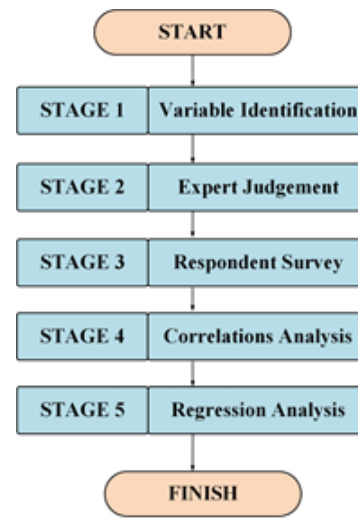 START
STAGE 1 Variable Identification
STAGE 2 Expert Judgement
STAGE 3 Respondent Survey
STAGE 4 Correlations Analysis
STAGE 5 Regression Analysis
FINISH